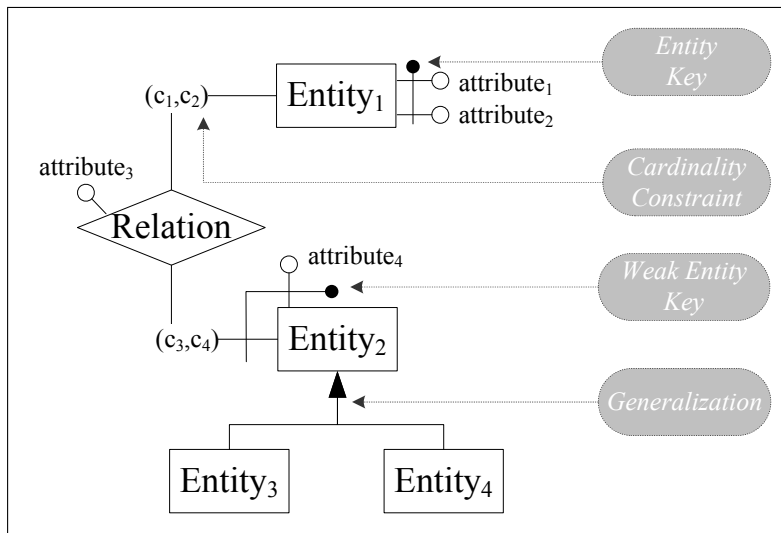 Entity
Key
(c₁,c₂)
Entity₁
attribute₁
attribute₂
attribute₃
Cardinality
Constraint
Relation
attribute₄
Weak Entity
Key
(c₃,c₄)
Entity₂
Generalization
Entity₃
Entity₄